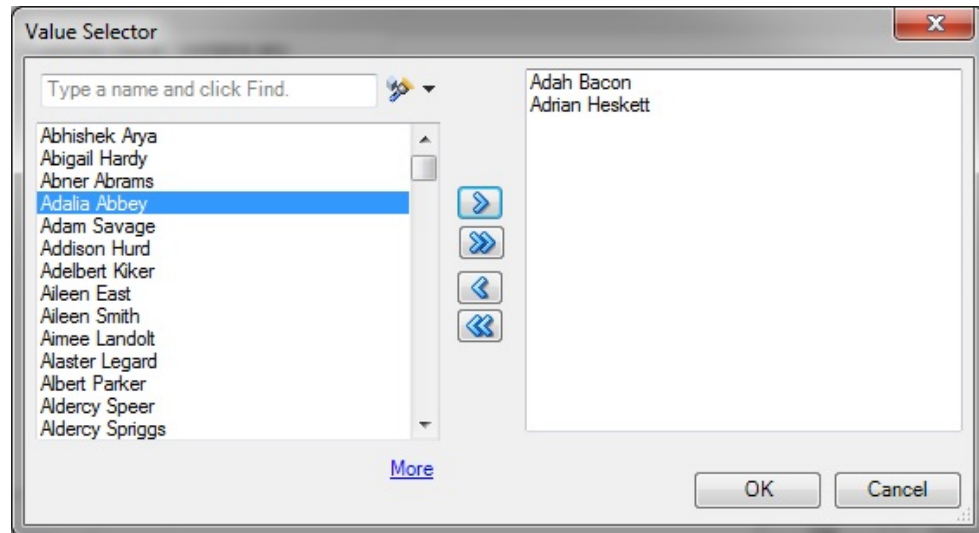 Value Selector
Type a name and click Find.
Abhishek Arya
Abigail Hardy
Abner Abrams
Adalia Abbey
Adam Savage
Addison Hurd
Adelbert Kiker
Aileen East
Aileen Smith
Aimee Landolt
Alaster Legard
Albert Parker
Aldercy Speer
Aldercy Spriggs
More
Adah Bacon
Adrian Heskett
OK
Cancel